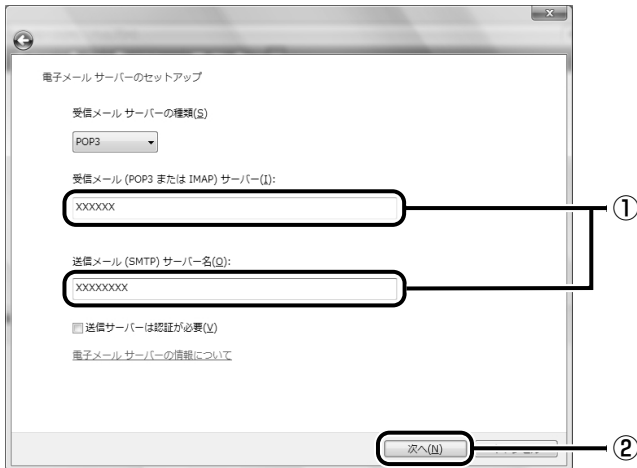 電子メール サーバーのセットアップ
受信メール サーバーの種類(S)
POP3
受信メール (POP3 または IMAP) サーバー(I):
XXXXXX
①
送信メール (SMTP) サーバー名(O):
XXXXXXXX
送信サーバーは認証が必要(V)
電子メール サーバーの情報について
次へ(N)
②